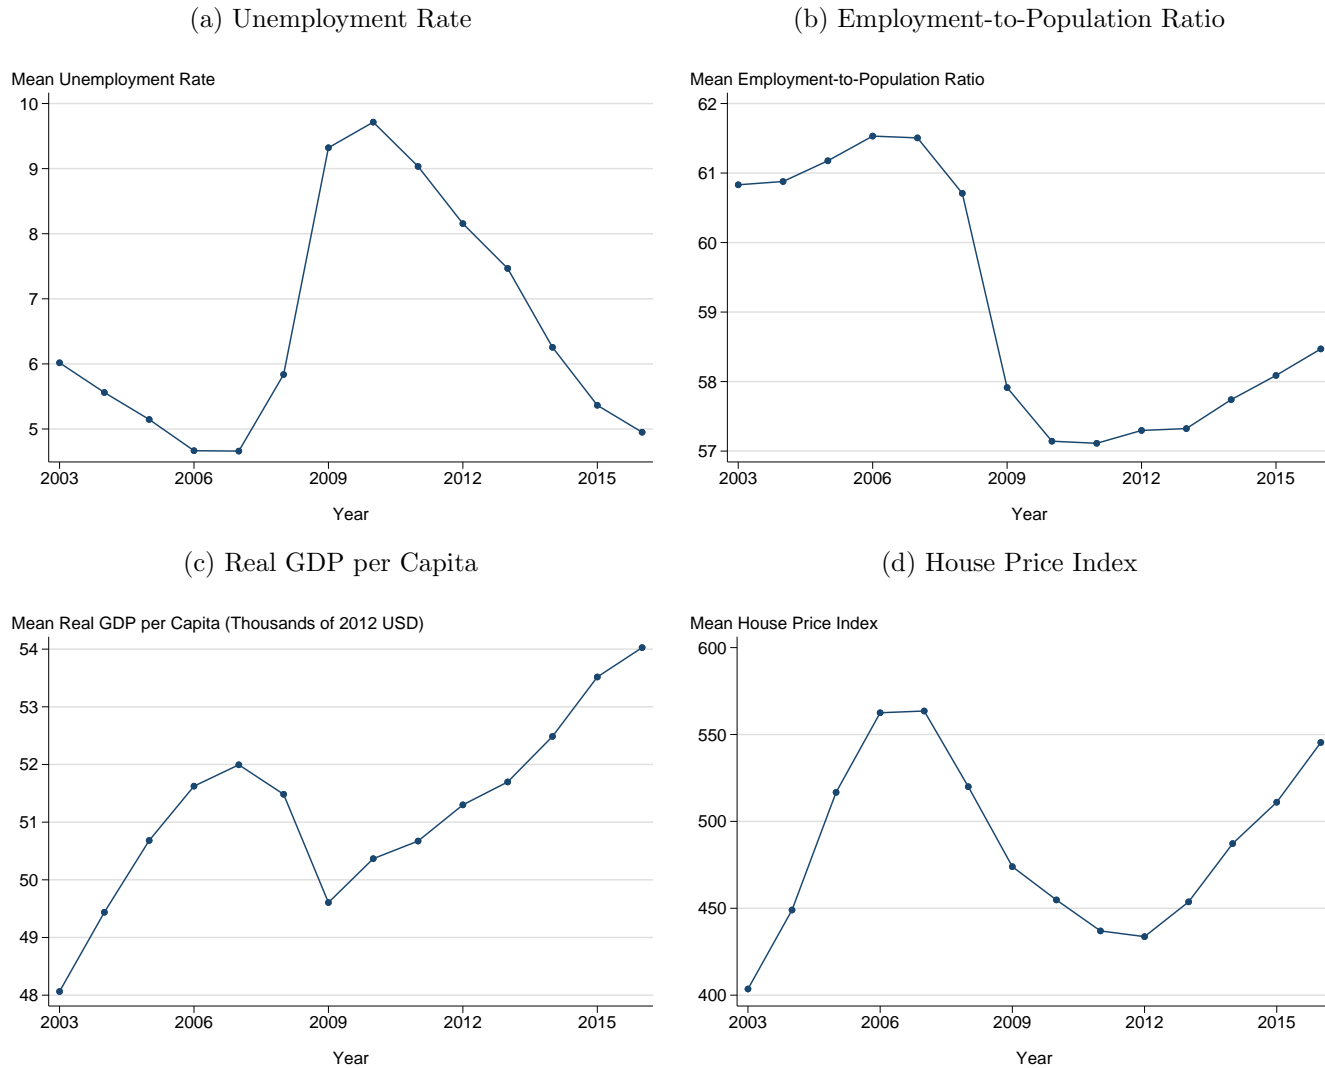 (a) Unemployment Rate
Mean Unemployment Rate
10
9
8
7
6
5
2003 2006 2009 2012 2015
Year
(b) Employment-to-Population Ratio
Mean Employment-to-Population Ratio
62
61
60
59
58
57
2003 2006 2009 2012 2015
Year
(c) Real GDP per Capita
Mean Real GDP per Capita (Thousands of 2012 USD)
54
53
52
51
50
49
48
2003 2006 2009 2012 2015
Year
(d) House Price Index
Mean House Price Index
600
550
500
450
400
2003 2006 2009 2012 2015
Year